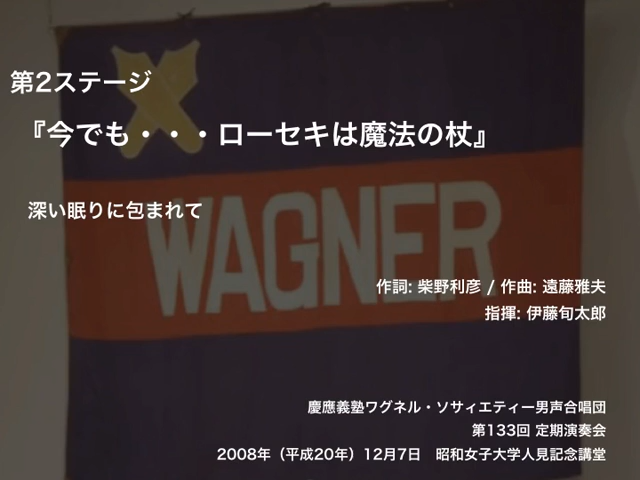 第2ステージ
『今でも・・・ローセキは魔法の杖』
深い眠りに包まれて
WAGNER
作詞: 柴野利彦 / 作曲: 遠藤雅夫
指揮: 伊藤旬太郎
慶應義塾ワグネル・ソサィエティー男声合唱団
第133回 定期演奏会
2008年（平成20年）12月7日　昭和女子大学人見記念講堂